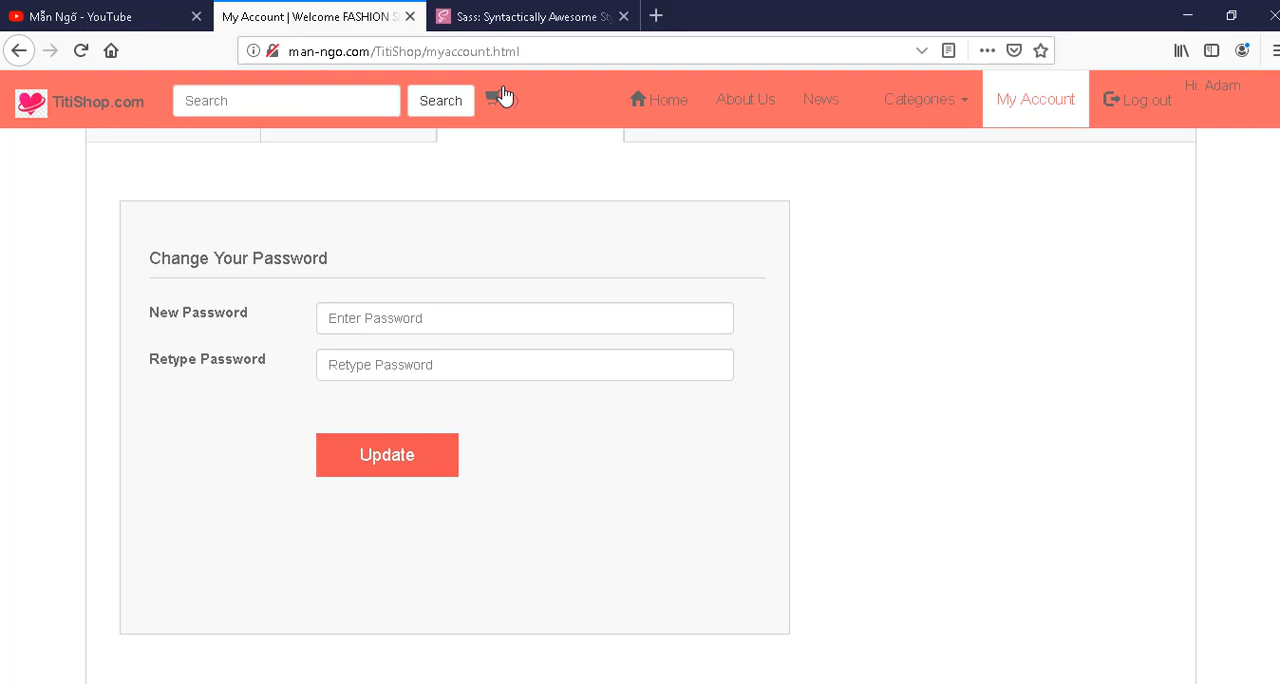 Mẫn Ngố - YouTube
My Account | Welcome FASHION S
Sass: Syntactically Awesome St
man-ngo.com/TitiShop/myaccount.html
TitiShop.com
Search
Search
Home
About Us
News
Categories
My Account
Log out
Hi, Adam
Change Your Password
New Password
Enter Password
Retype Password
Retype Password
Update